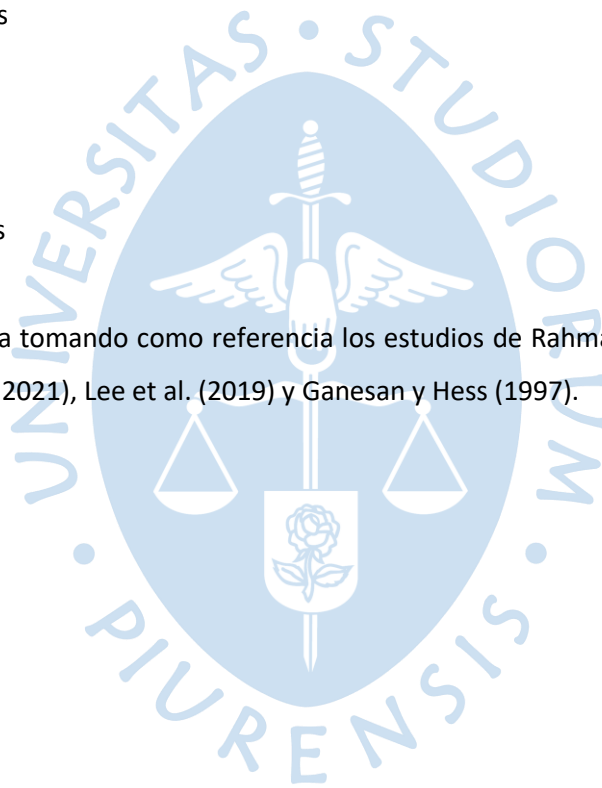 s
s
a tomando como referencia los estudios de Rahma
2021), Lee et al. (2019) y Ganesan y Hess (1997).
UNIVERSITAS • STUDIORUM • PIURENSIS •